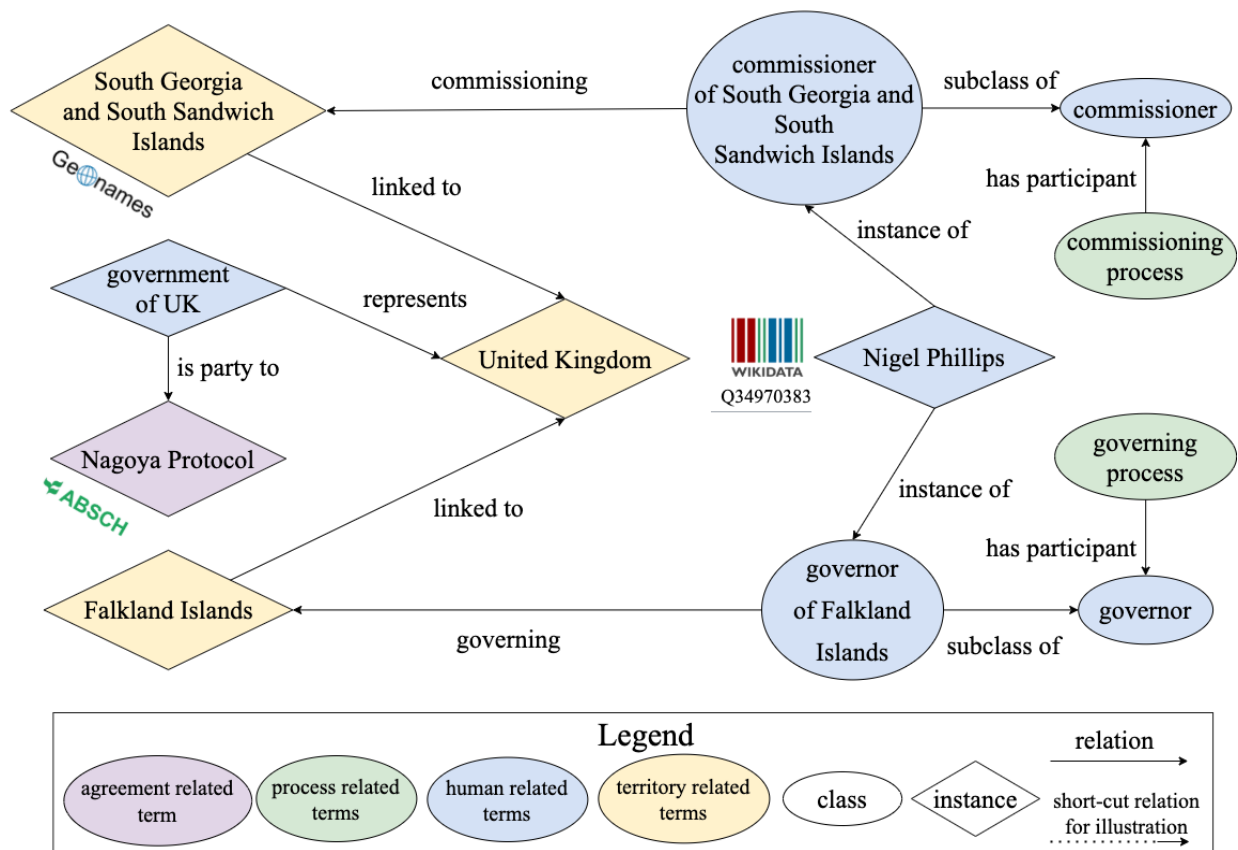 South Georgia
and South Sandwich
Islands
Geonames
commissioning
commissioner
of South Georgia and
South
Sandwich Islands
subclass of
commissioner
has participant
commissioning
process
linked to
instance of
government
of UK
represents
is party to
United Kingdom
WIKIDATA
Q34970383
Nigel Phillips
Nagoya Protocol
ABSCH
governing
process
linked to
instance of
has participant
Falkland Islands
governing
governor
of Falkland
Islands
subclass of
governor
Legend
agreement related
term
process related
terms
human related
terms
territory related
terms
class
instance
relation
short-cut relation
for illustration